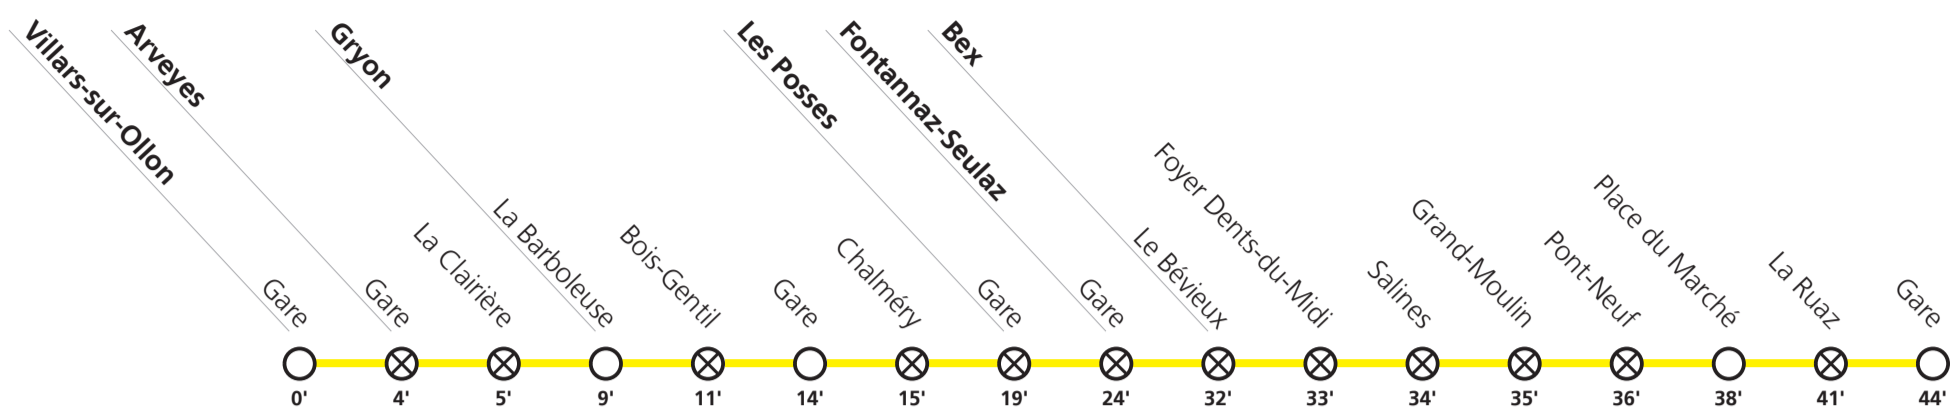 Villars-sur-Ollon
Arveyes
Gryon
Les Posses
Fontannaz-Seulaz
Bex
Gare
Gare
La Clairière
La Barboleuse
Bois-Gentil
Gare
Chalméry
Gare
Gare
Le Bévieux
Foyer Dents-du-Midi
Salines
Grand-Moulin
Pont-Neuf
Place du Marché
La Ruaz
Gare
0' 4' 5' 9' 11' 14' 15' 19' 24' 32' 33' 34' 35' 36' 38' 41' 44'